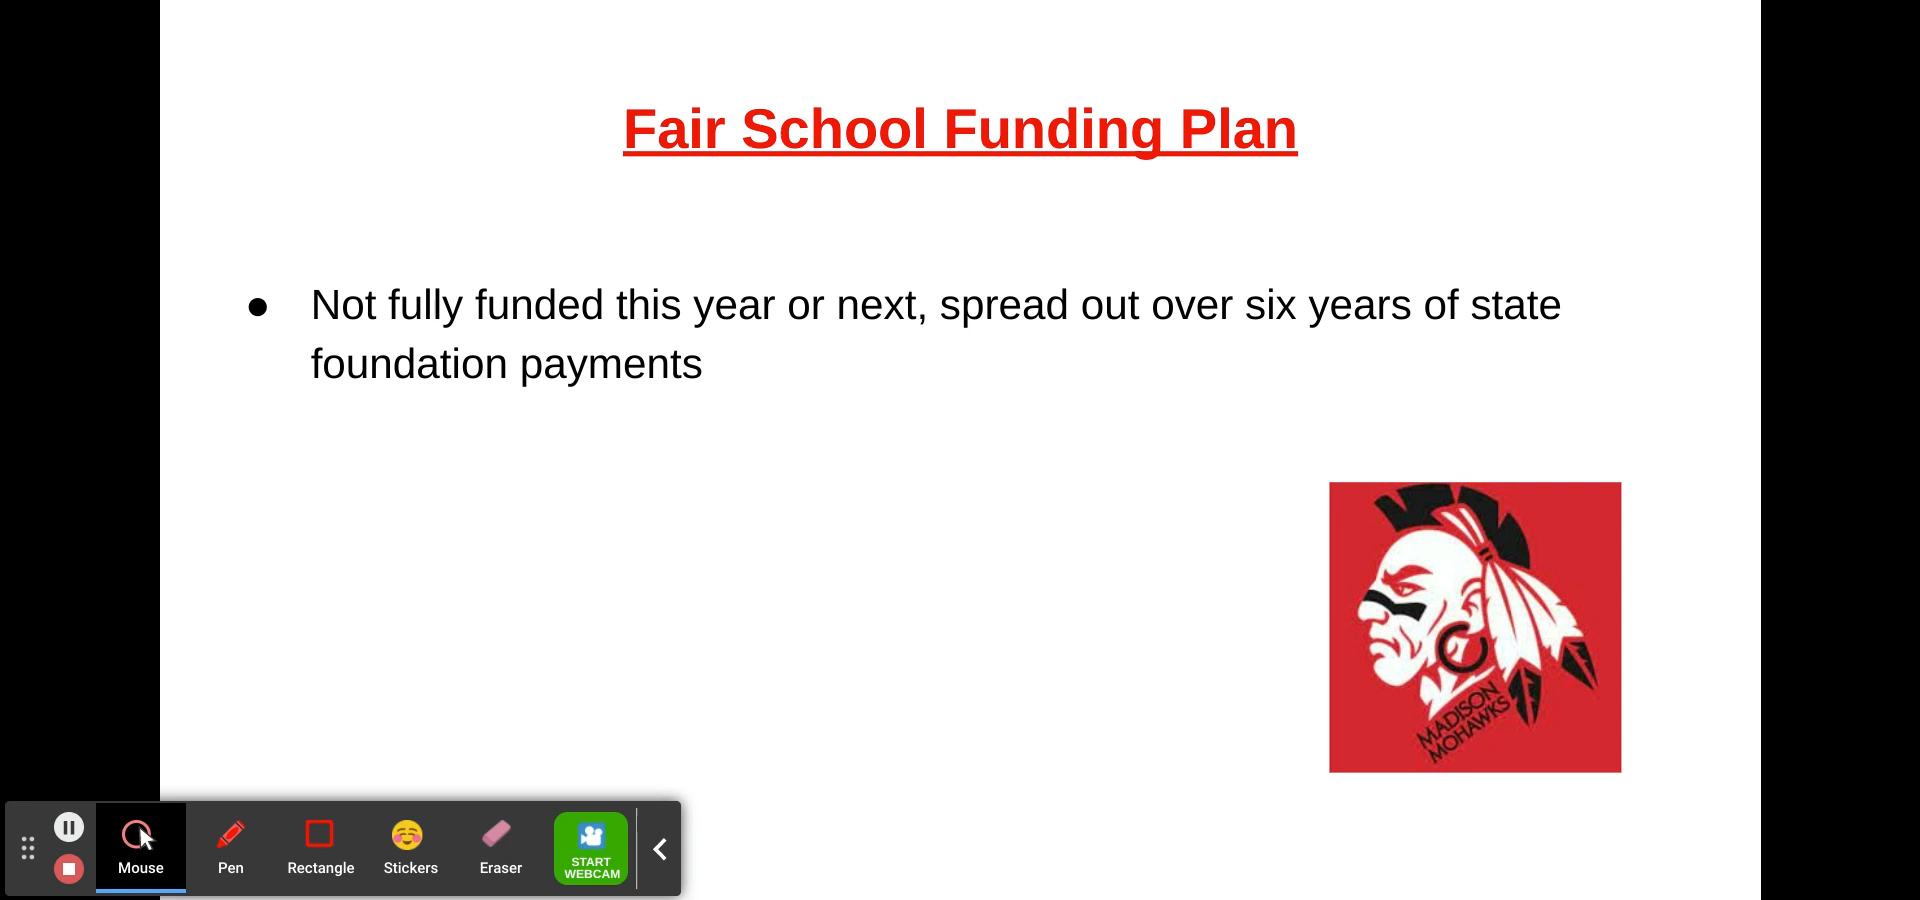 Fair School Funding Plan
● Not fully funded this year or next, spread out over six years of state
foundation payments
MADISON
MOHAWKS
Mouse
Pen
Rectangle
Stickers
Eraser
START
WEBCAM